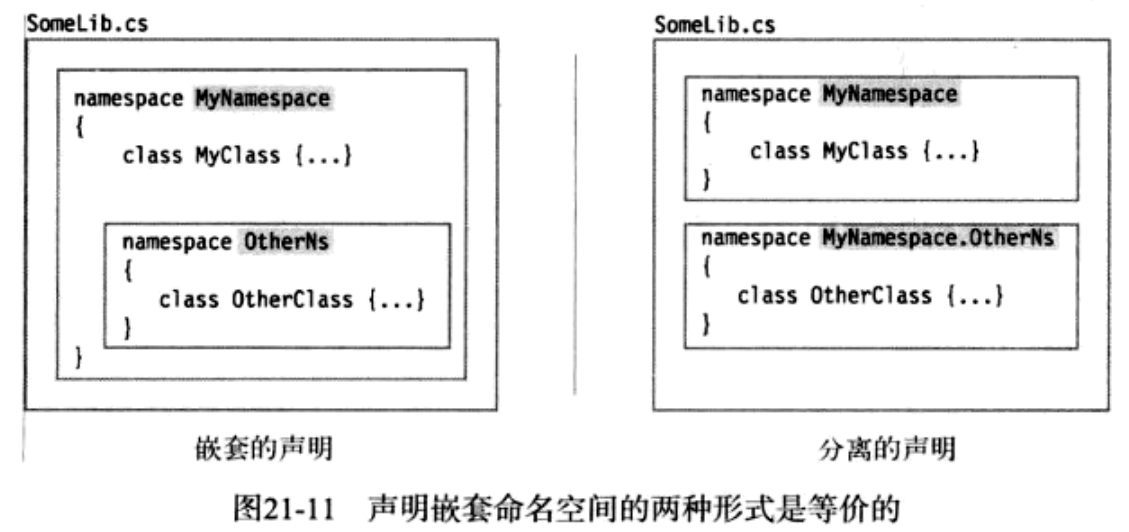 SomeLib.cs
namespace MyNamespace
{
class MyClass {...}
namespace OtherNs
{
class OtherClass {...}
}
}
嵌套的声明
SomeLib.cs
namespace MyNamespace
{
class MyClass {...}
}
namespace MyNamespace.OtherNs
{
class OtherClass {...}
}
分离的声明
图21-11 声明嵌套命名空间的两种形式是等价的